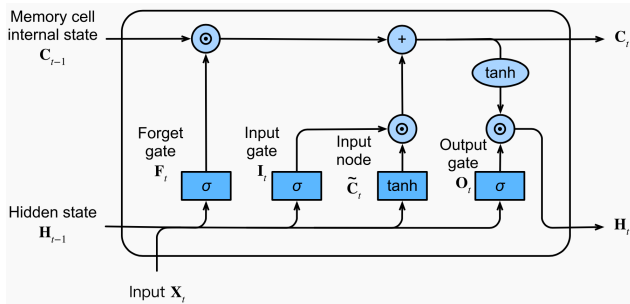 Memory cell
internal state
C_{t−1}
⊙
+
C_t
tanh
Forget
gate
F_t
Input
gate
I_t
⊙
Input
node
C̃_t
Output
gate
O_t
⊙
σ
σ
tanh
σ
Hidden state
H_{t−1}
H_t
Input X_t